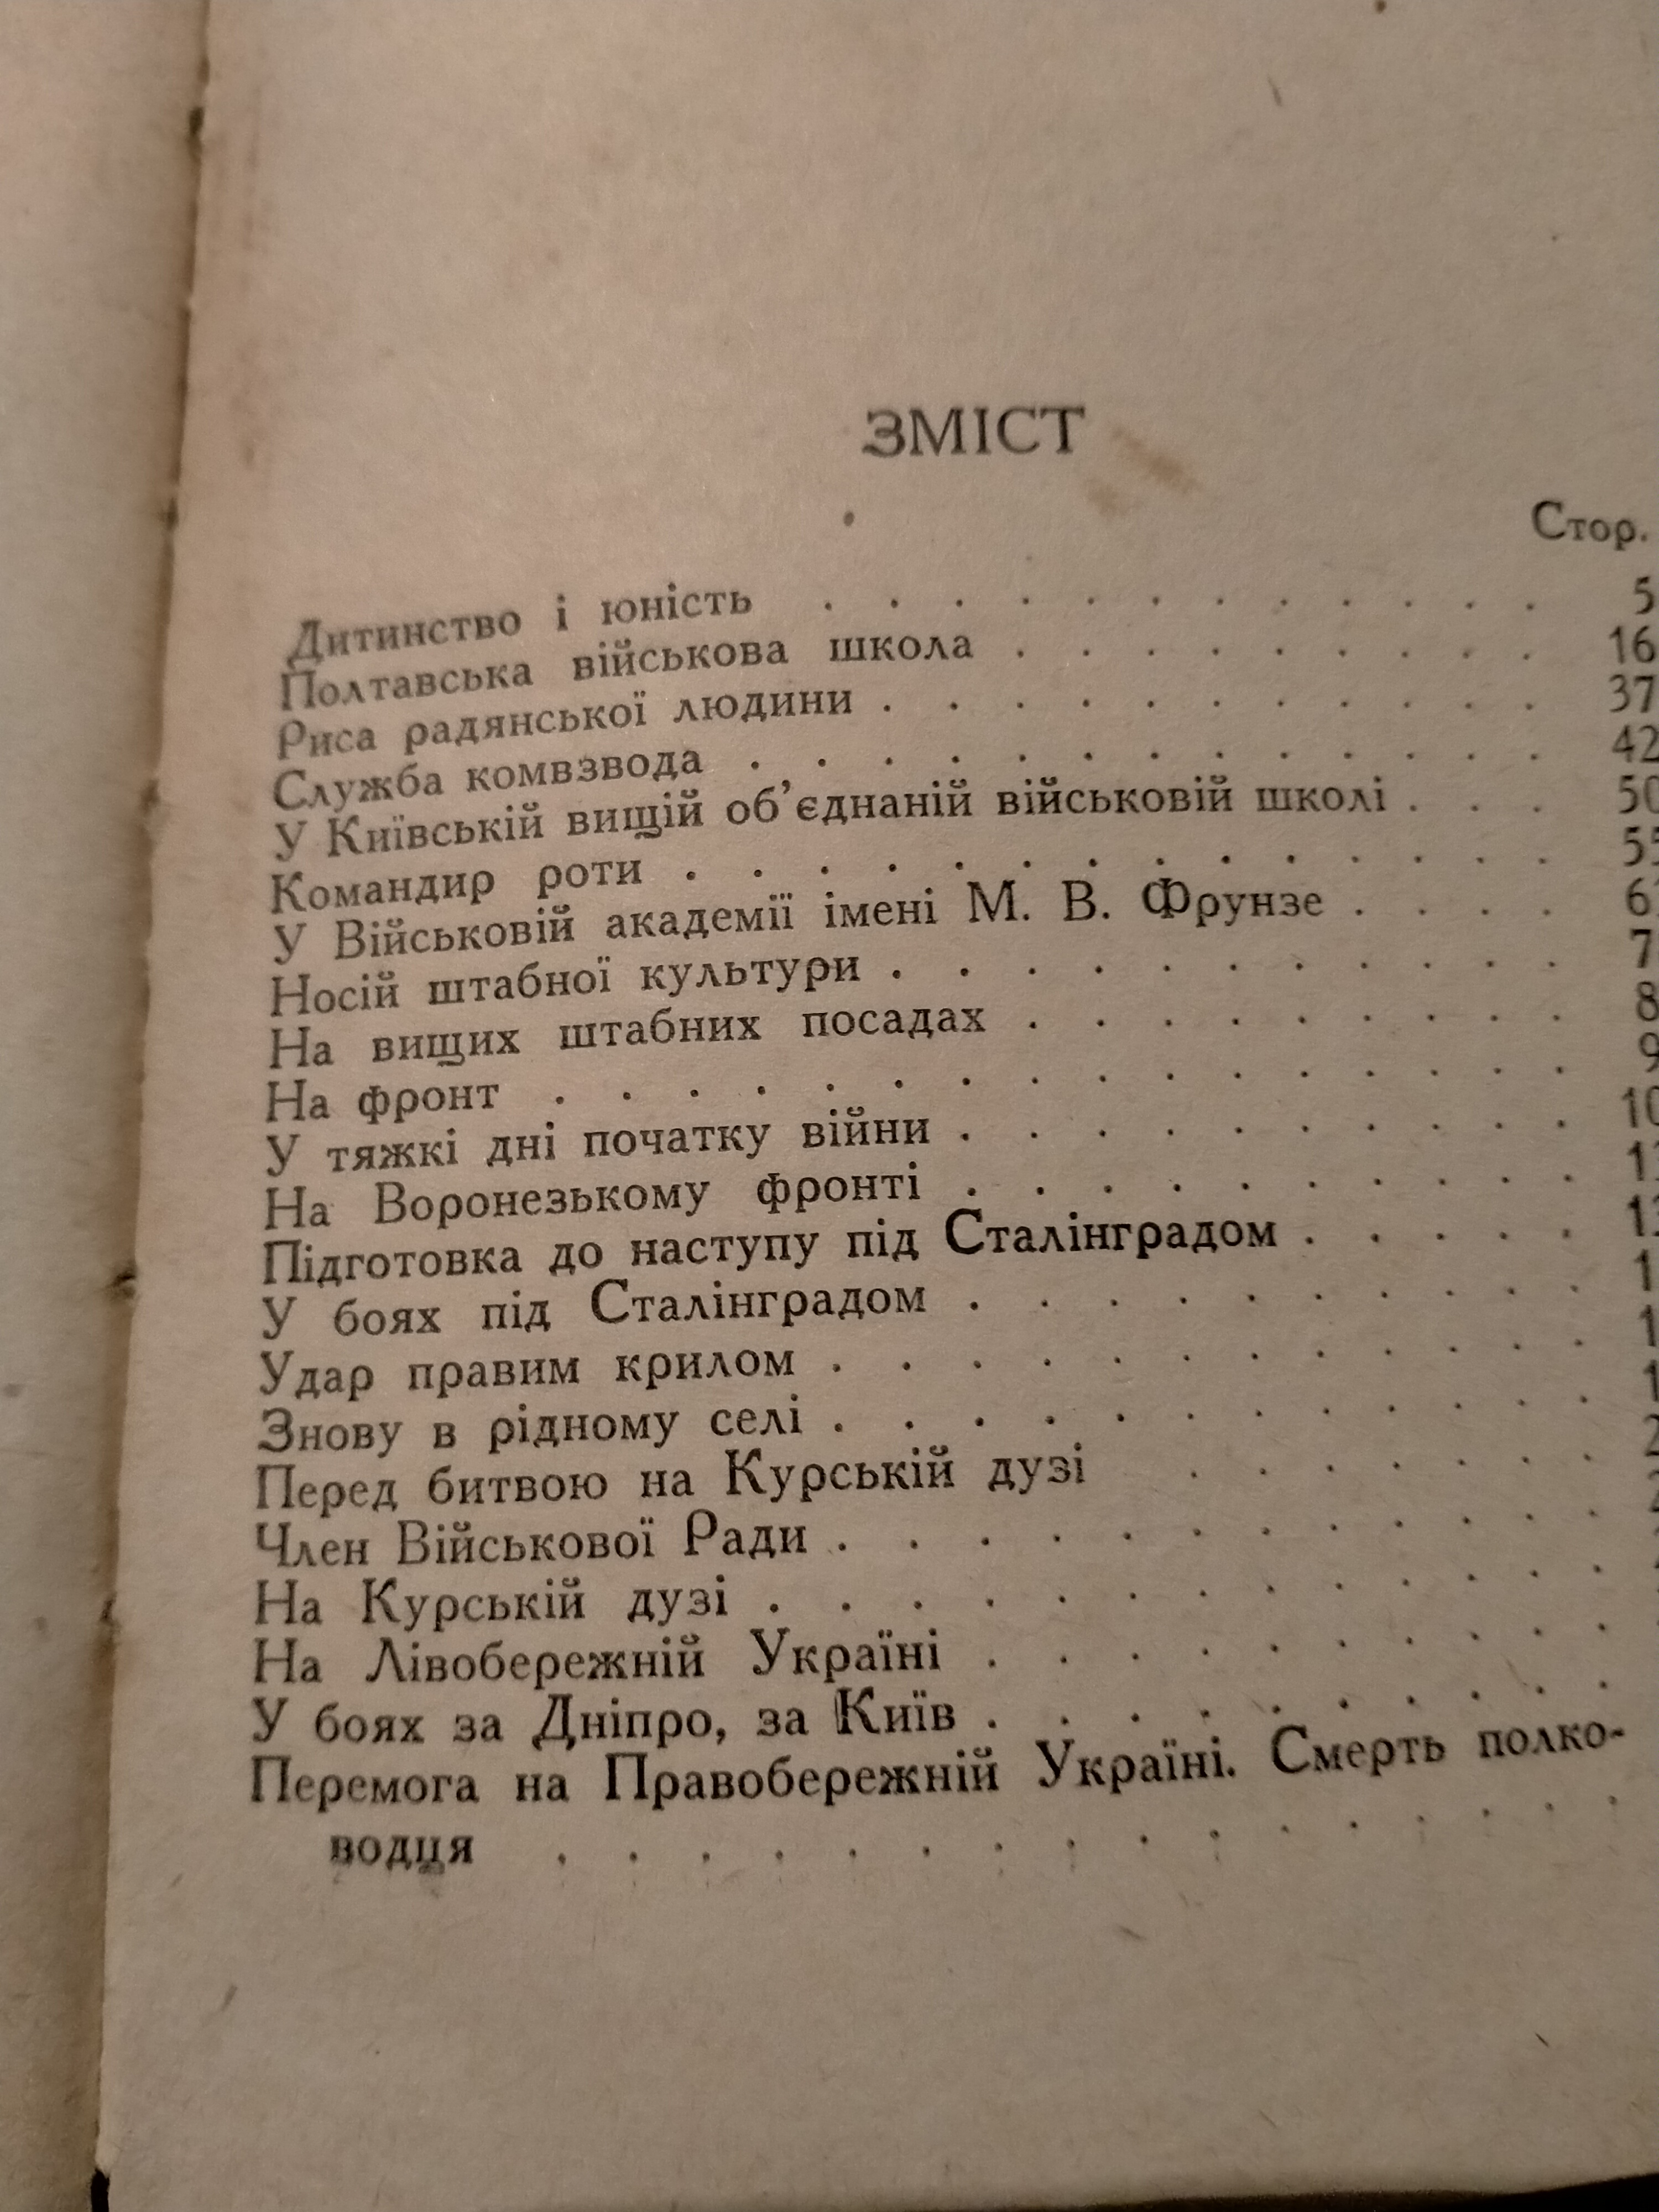 ЗМІСТ
Стор.
Дитинство і юність . . . . . . . . . . . . 5
Полтавська військова школа . . . . . . . . . 16
Риса радянської людини . . . . . . . . . . . 37
Служба комвзвода . . . . . . . . . . . . . 42
У Київській вищій об’єднаній військовій школі . . . 50
Командир роти . . . . . . . . . . . . . . 55
У Військовій академії імені М. В. Фрунзе . . . .
Носій штабної культури . . . . . . . . . . .
На вищих штабних посадах . . . . . . . . .
На фронт . . . . . . . . . . . . . . . .
У тяжкі дні початку війни . . . . . . . . . .
На Воронезькому фронті . . . . . . . . . .
Підготовка до наступу під Сталінградом . . . . .
У боях під Сталінградом . . . . . . . . . .
Удар правим крилом . . . . . . . . . . . .
Знову в рідному селі . . . . . . . . . . . .
Перед битвою на Курській дузі . . . . . . .
Член Військової Ради . . . . . . . . . . . .
На Курській дузі . . . . . . . . . . . . .
На Лівобережній Україні . . . . . . . . . .
У боях за Дніпро, за Київ . . . . . . . . . .
Перемога на Правобережній Україні. Смерть полко-
водця . . . . . . . . . . . . . . . .